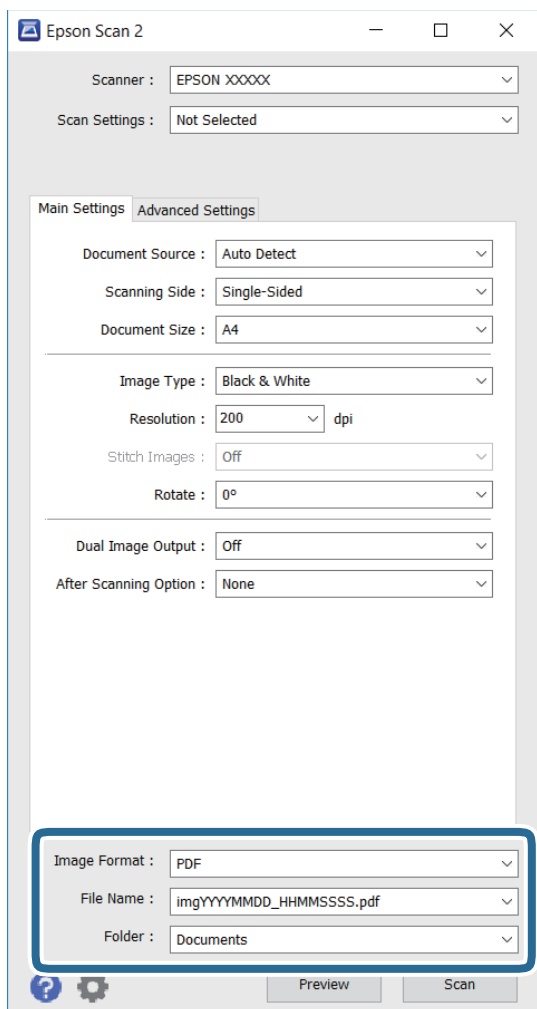 Epson Scan 2
Scanner : EPSON XXXXX
Scan Settings : Not Selected
Main Settings Advanced Settings
Document Source : Auto Detect
Scanning Side : Single-Sided
Document Size : A4
Image Type : Black & White
Resolution : 200 dpi
Stitch Images : Off
Rotate : 0º
Dual Image Output : Off
After Scanning Option : None
Image Format : PDF
File Name : imgYYYYMMDD_HHMMSSSS.pdf
Folder : Documents
? Preview Scan